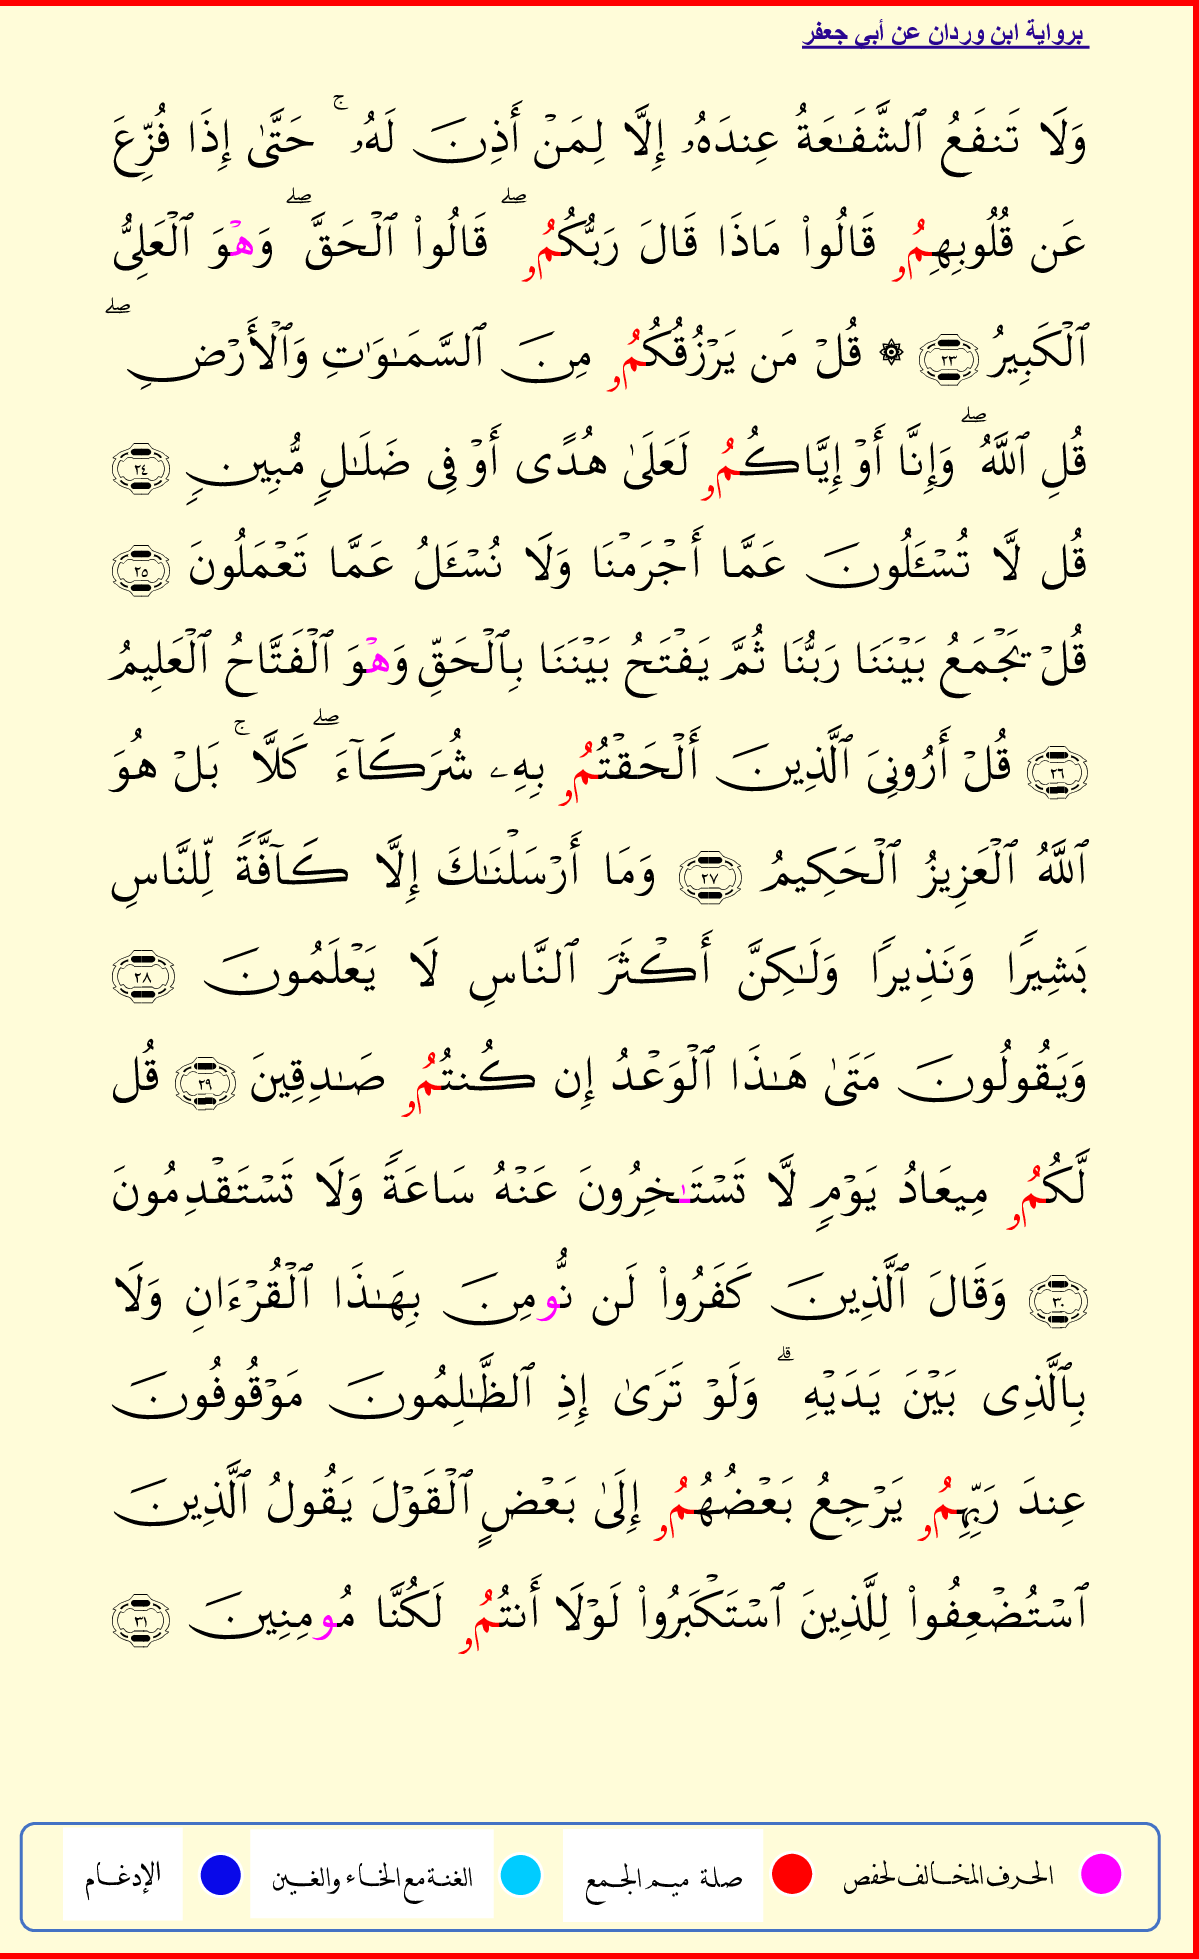 برواية ابن وردان عن أبي جعفر
وَلَا تَنفَعُ ٱلشَّفَـٰعَةُ عِندَهُۥ إِلَّا لِمَنۡ أَذِنَ لَهُۥ ۚ حَتَّىٰ إِذَا فُزِّعَ
عَن قُلُوبِهِمُۥ قَالُوا۟ مَاذَا قَالَ رَبُّكُمُۥ ۖ قَالُوا۟ ٱلۡحَقَّ ۖ وَهۡوَ ٱلۡعَلِىُّ
ٱلۡكَبِيرُ ٢٣ ۞ قُلۡ مَن يَرۡزُقُكُمُۥ مِنَ ٱلسَّمَـٰوَٰتِ وَٱلۡأَرۡضِ ۖ
قُلِ ٱللَّهُ ۖ وَإِنَّا أَوۡ إِيَّاكُمُۥ لَعَلَىٰ هُدًى أَوۡ فِى ضَلَـٰلٍ مُّبِينٍ ٢٤
قُل لَّا تُسۡـَٔلُونَ عَمَّا أَجۡرَمۡنَا وَلَا نُسۡـَٔلُ عَمَّا تَعۡمَلُونَ ٢٥
قُلۡ يَجۡمَعُ بَيۡنَنَا رَبُّنَا ثُمَّ يَفۡتَحُ بَيۡنَنَا بِٱلۡحَقِّ وَهۡوَ ٱلۡفَتَّاحُ ٱلۡعَلِيمُ
٢٦ قُلۡ أَرُونِىَ ٱلَّذِينَ أَلۡحَقۡتُمُۥ بِهِۦ شُرَكَآءَ ۖ كَلَّا ۚ بَلۡ هُوَ
ٱللَّهُ ٱلۡعَزِيزُ ٱلۡحَكِيمُ ٢٧ وَمَا أَرۡسَلۡنَـٰكَ إِلَّا كَآفَّةً لِّلنَّاسِ
بَشِيرًا وَنَذِيرًا وَلَـٰكِنَّ أَكۡثَرَ ٱلنَّاسِ لَا يَعۡلَمُونَ ٢٨
وَيَقُولُونَ مَتَىٰ هَـٰذَا ٱلۡوَعۡدُ إِن كُنتُمُۥ صَـٰدِقِينَ ٢٩ قُل
لَّكُمُۥ مِيعَادُ يَوۡمٍ لَّا تَسۡتَـٰخِرُونَ عَنۡهُ سَاعَةً وَلَا تَسۡتَقۡدِمُونَ
٣٠ وَقَالَ ٱلَّذِينَ كَفَرُوا۟ لَن نُّومِنَ بِهَـٰذَا ٱلۡقُرۡءَانِ وَلَا
بِٱلَّذِى بَيۡنَ يَدَيۡهِ ۗ وَلَوۡ تَرَىٰ إِذِ ٱلظَّـٰلِمُونَ مَوۡقُوفُونَ
عِندَ رَبِّهِمُۥ يَرۡجِعُ بَعۡضُهُمُۥ إِلَىٰ بَعۡضٍ ٱلۡقَوۡلَ يَقُولُ ٱلَّذِينَ
ٱسۡتُضۡعِفُوا۟ لِلَّذِينَ ٱسۡتَكۡبَرُوا۟ لَوۡلَا أَنتُمُۥ لَكُنَّا مُومِنِينَ ٣١
الحرف المخالف لحفص صلة ميم الجمع الغنة مع الخاء والغين الإدغام